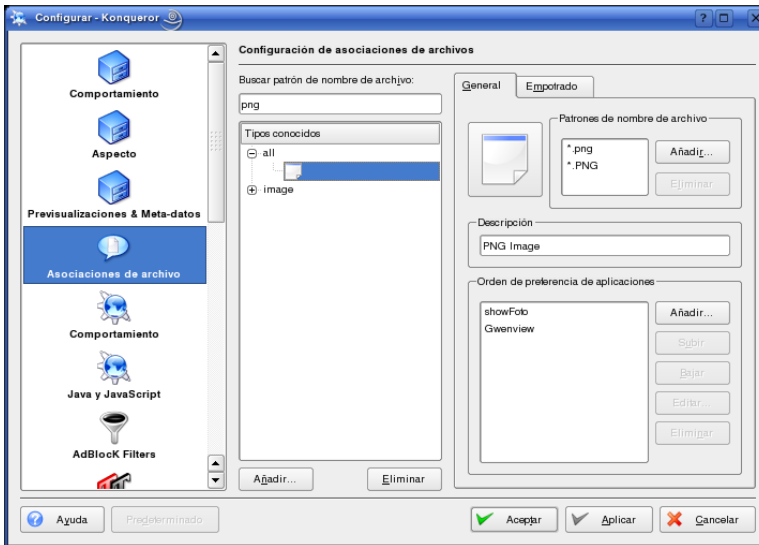 Configurar - Konqueror
Comportamiento
Aspecto
Previsualizaciones & Meta-datos
Asociaciones de archivo
Comportamiento
Java y JavaScript
AdBlocK Filters
Configuración de asociaciones de archivos
Buscar patrón de nombre de archivo:
png
Tipos conocidos
all
image
Añadir...
Eliminar
General
Empotrado
Patrones de nombre de archivo
*.png
*.PNG
Añadir...
Eliminar
Descripción
PNG Image
Orden de preferencia de aplicaciones
showFoto
Gwenview
Añadir...
Subir
Bajar
Editar...
Eliminar
Ayuda
Predeterminado
Aceptar
Aplicar
Cancelar